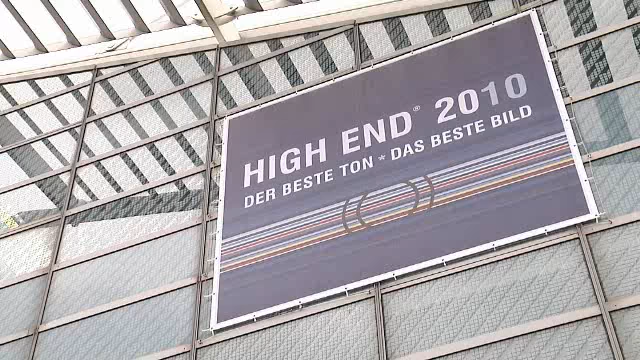 HIGH END® 2010
DER BESTE TON * DAS BESTE BILD